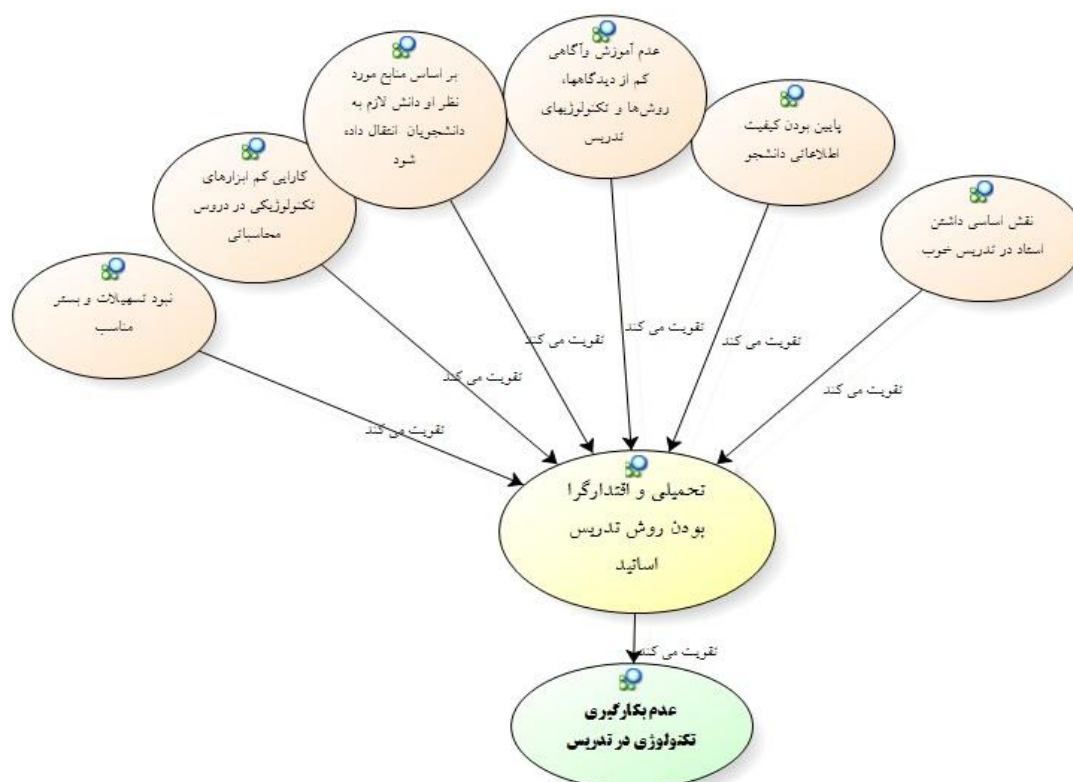 عدم آموزش وآگاهی
کم از دیدگاهها،
روش‌ها و تکنولوژیهای
تدریس
بر اساس منابع مورد
نظر او دانش لازم به
دانشجویان انتقال داده
شود
پایین بودن کیفیت
اطلاعاتی دانشجو
کارایی کم ابزارهای
تکنولوژیکی در دروس
محاسباتی
نقش اساسی داشتن
استاد در تدریس خوب
نبود تسهیلات و بستر
مناسب
تقویت می کند
تقویت می کند
تقویت می کند
تقویت می کند
تقویت می کند
تقویت می کند
تحمیلی و اقتدارگرا
بودن روش تدریس
اساتید
تقویت می کند
عدم بکارگیری
تکنولوژی در تدریس